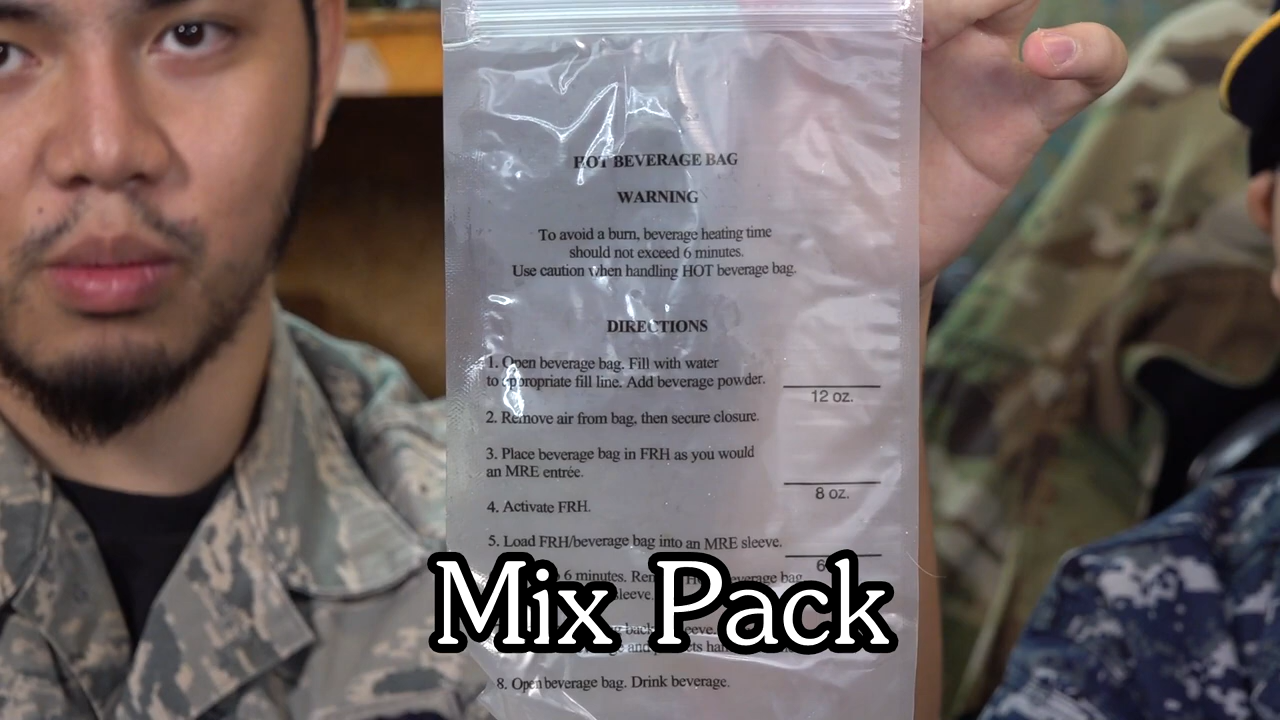 HOT BEVERAGE BAG
WARNING
To avoid a burn, beverage heating time
should not exceed 6 minutes.
Use caution when handling HOT beverage bag.
DIRECTIONS
1. Open beverage bag. Fill with water
to appropriate fill line. Add beverage powder.
12 oz.
2. Remove air from bag, then secure closure.
3. Place beverage bag in FRH as you would
an MRE entrée.
8 oz.
4. Activate FRH.
5. Load FRH/beverage bag into an MRE sleeve.
6 minutes.
beverage bag
sleeve.
Mix Pack
8. Open beverage bag. Drink beverage.